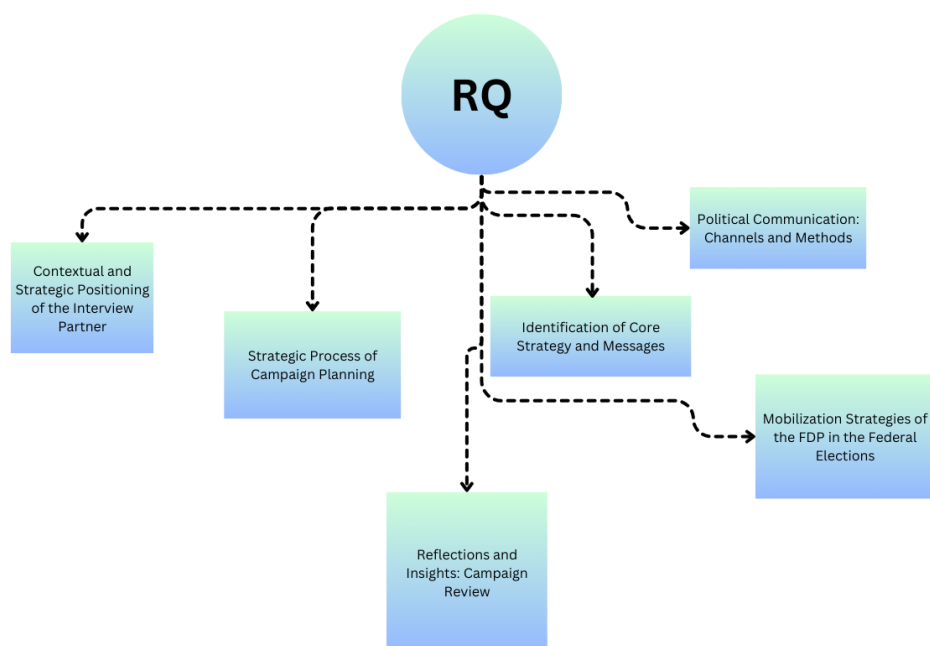 RQ
Political Communication:
Channels and Methods
Contextual and
Strategic Positioning
of the Interview
Partner
Identification of Core
Strategy and Messages
Strategic Process of
Campaign Planning
Mobilization Strategies of
the FDP in the Federal
Elections
Reflections and
Insights: Campaign
Review